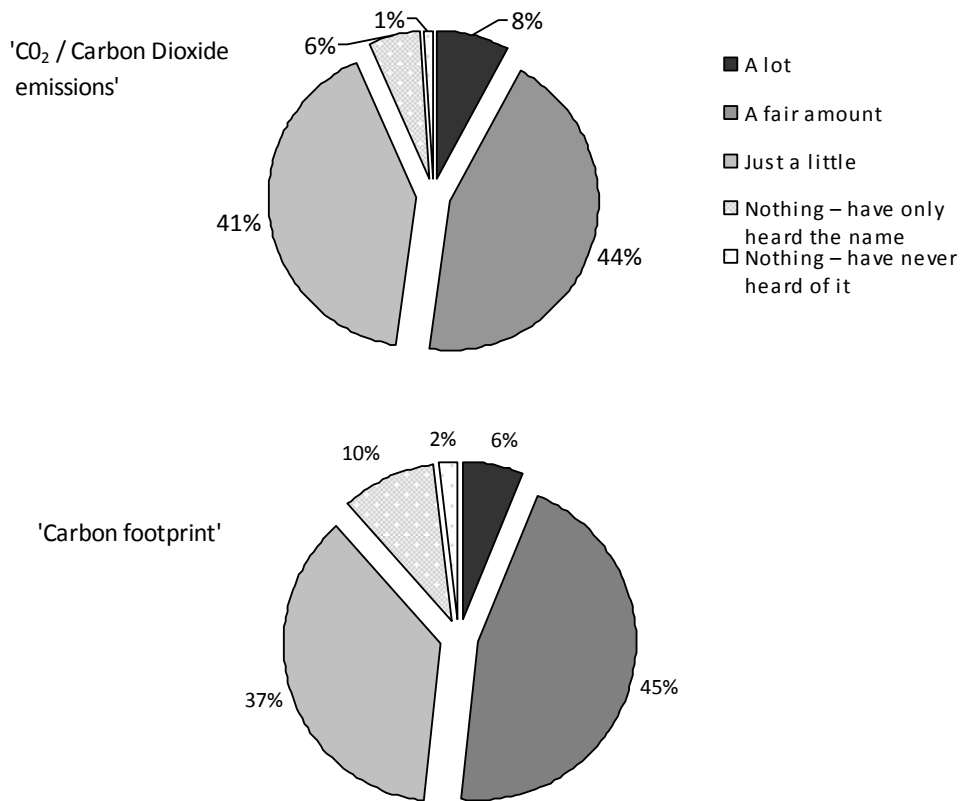 1%
8%
6%
'C0₂ / Carbon Dioxide
emissions'
41%
44%
A lot
A fair amount
Just a little
Nothing – have only
heard the name
Nothing – have never
heard of it
10%
2%
6%
'Carbon footprint'
37%
45%